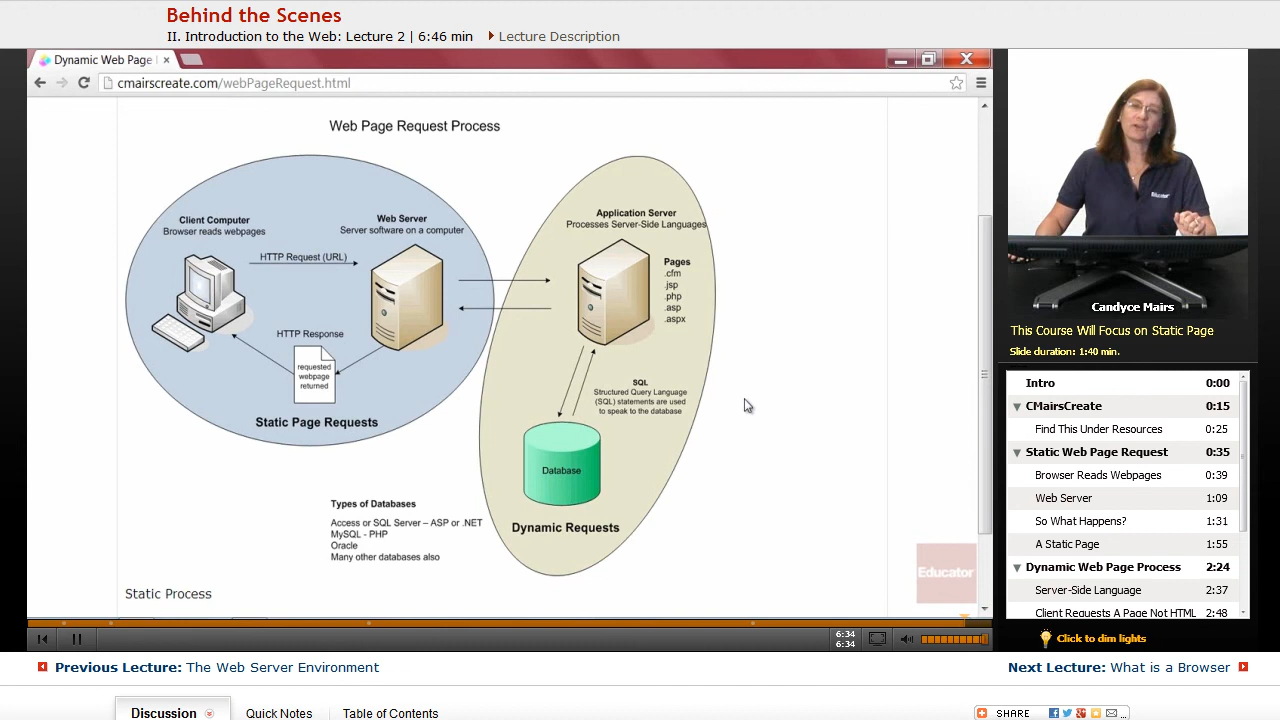 Behind the Scenes
II. Introduction to the Web: Lecture 2 | 6:46 min
Lecture Description
Dynamic Web Page
cmairscreate.com/webPageRequest.html
Web Page Request Process
Client Computer
Browser reads webpages
Web Server
Server software on a computer
HTTP Request (URL)
HTTP Response
requested
webpage
returned
Static Page Requests
Application Server
Processes Server-Side Languages
Pages
.cfm
.jsp
.php
.asp
.aspx
SQL
Structured Query Language
(SQL) statements are used
to speak to the database
Database
Dynamic Requests
Types of Databases
Access or SQL Server – ASP or .NET
MySQL - PHP
Oracle
Many other databases also
Educator
Static Process
6:34
6:34
Educator
Candyce Mairs
This Course Will Focus on Static Page
Slide duration: 1:40 min.
Intro 0:00
CMairsCreate 0:15
Find This Under Resources 0:25
Static Web Page Request 0:35
Browser Reads Webpages 0:39
Web Server 1:09
So What Happens? 1:31
A Static Page 1:55
Dynamic Web Page Process 2:24
Server-Side Language 2:37
Client Requests A Page Not HTML 2:48
Click to dim lights
Previous Lecture: The Web Server Environment
Next Lecture: What is a Browser
Discussion
Quick Notes
Table of Contents
SHARE